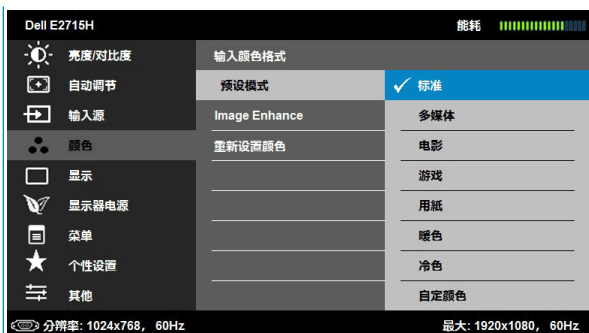 Dell E2715H 能耗
亮度/对比度 输入颜色格式
自动调节 预设模式 标准
输入源 Image Enhance 多媒体
颜色 重新设置颜色 电影
显示 游戏
显示器电源 用紙
菜单 暖色
个性设置 冷色
其他 自定颜色
分辨率: 1024x768, 60Hz 最大: 1920x1080, 60Hz